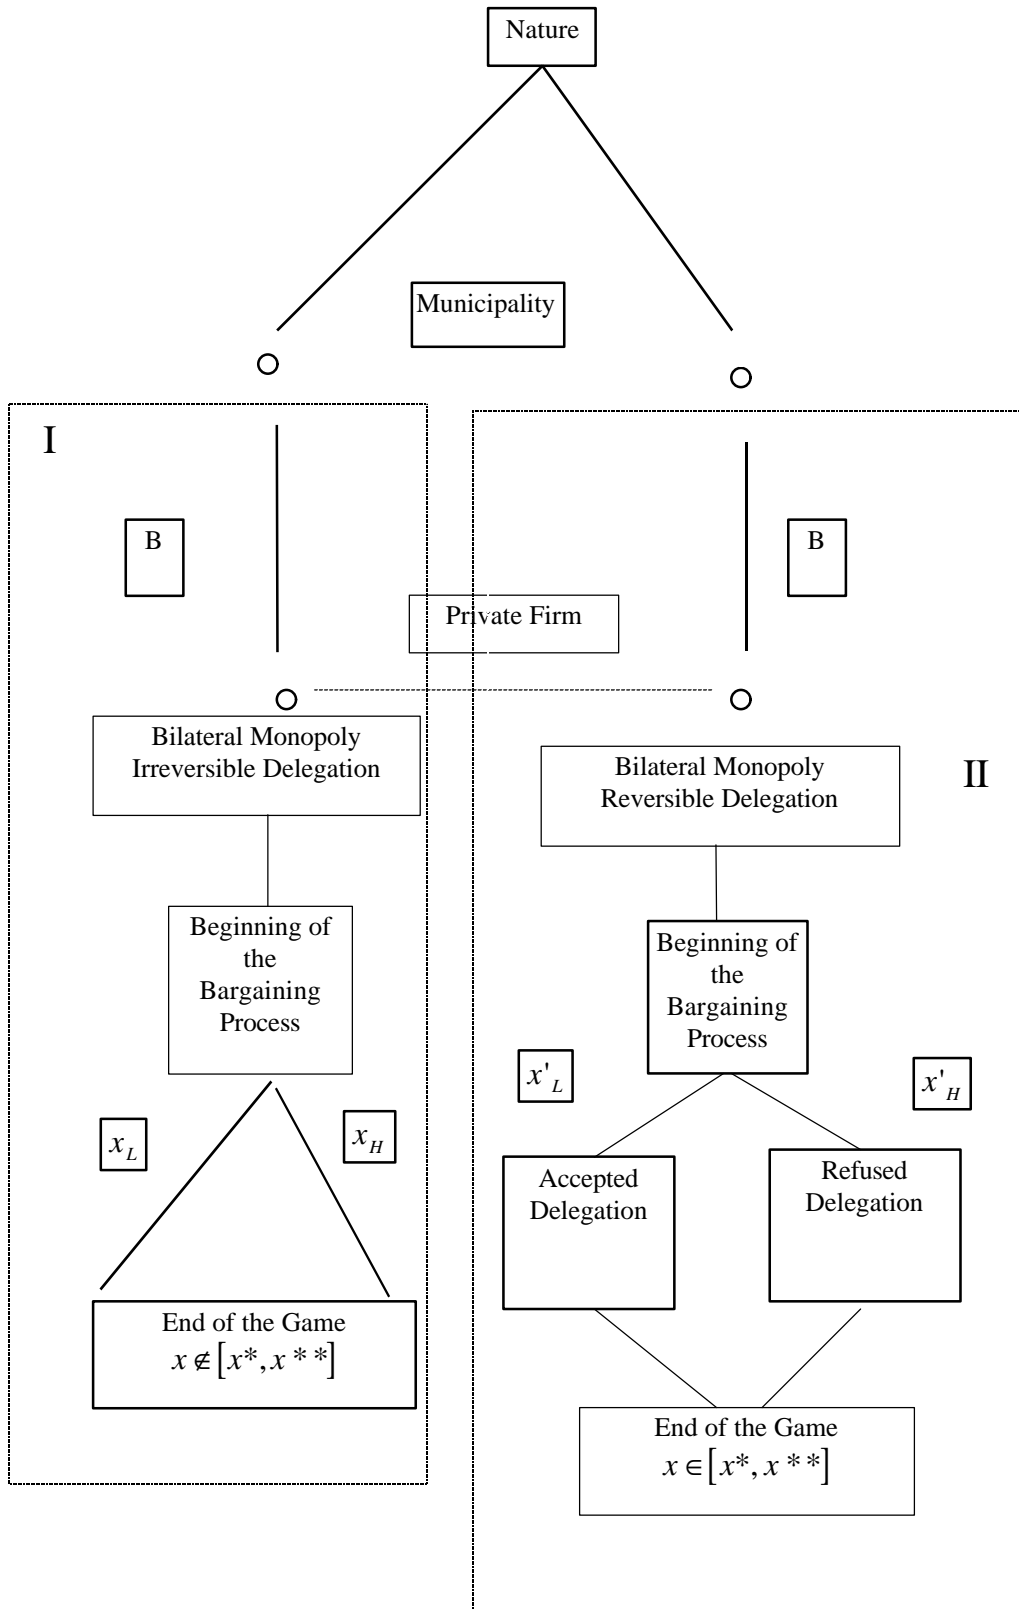 Nature
Municipality
I
B
B
Private Firm
Bilateral Monopoly
Irreversible Delegation
Bilateral Monopoly
Reversible Delegation
II
Beginning of
the
Bargaining
Process
Beginning of
the
Bargaining
Process
x_L
x_H
x'_L
x'_H
Accepted
Delegation
Refused
Delegation
End of the Game
x ∉ [x*, x**]
End of the Game
x ∈ [x*, x**]